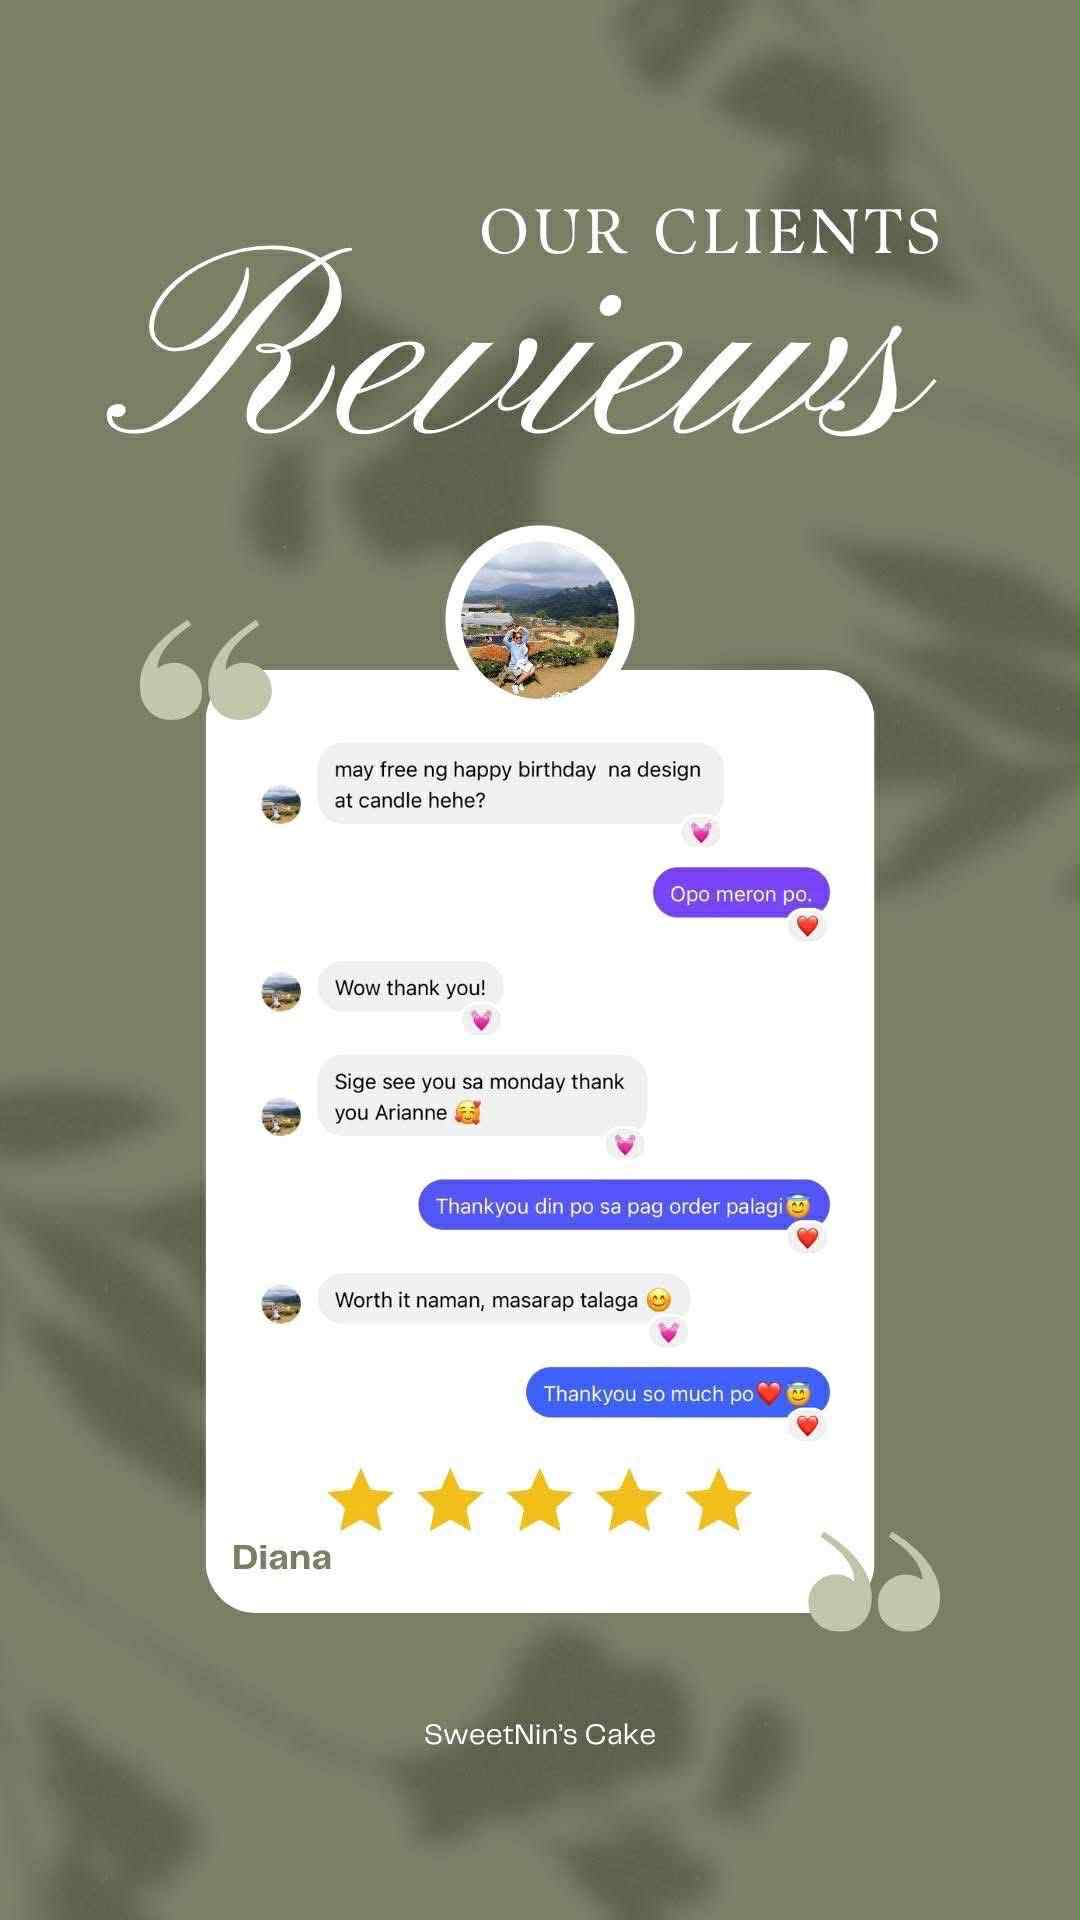 OUR CLIENTS
Reviews
may free ng happy birthday  na design
at candle hehe?
Opo meron po.
Wow thank you!
Sige see you sa monday thank
you Arianne 🥰
Thankyou din po sa pag order palagi😇
Worth it naman, masarap talaga 😊
Thankyou so much po❤️😇
Diana
SweetNin's Cake